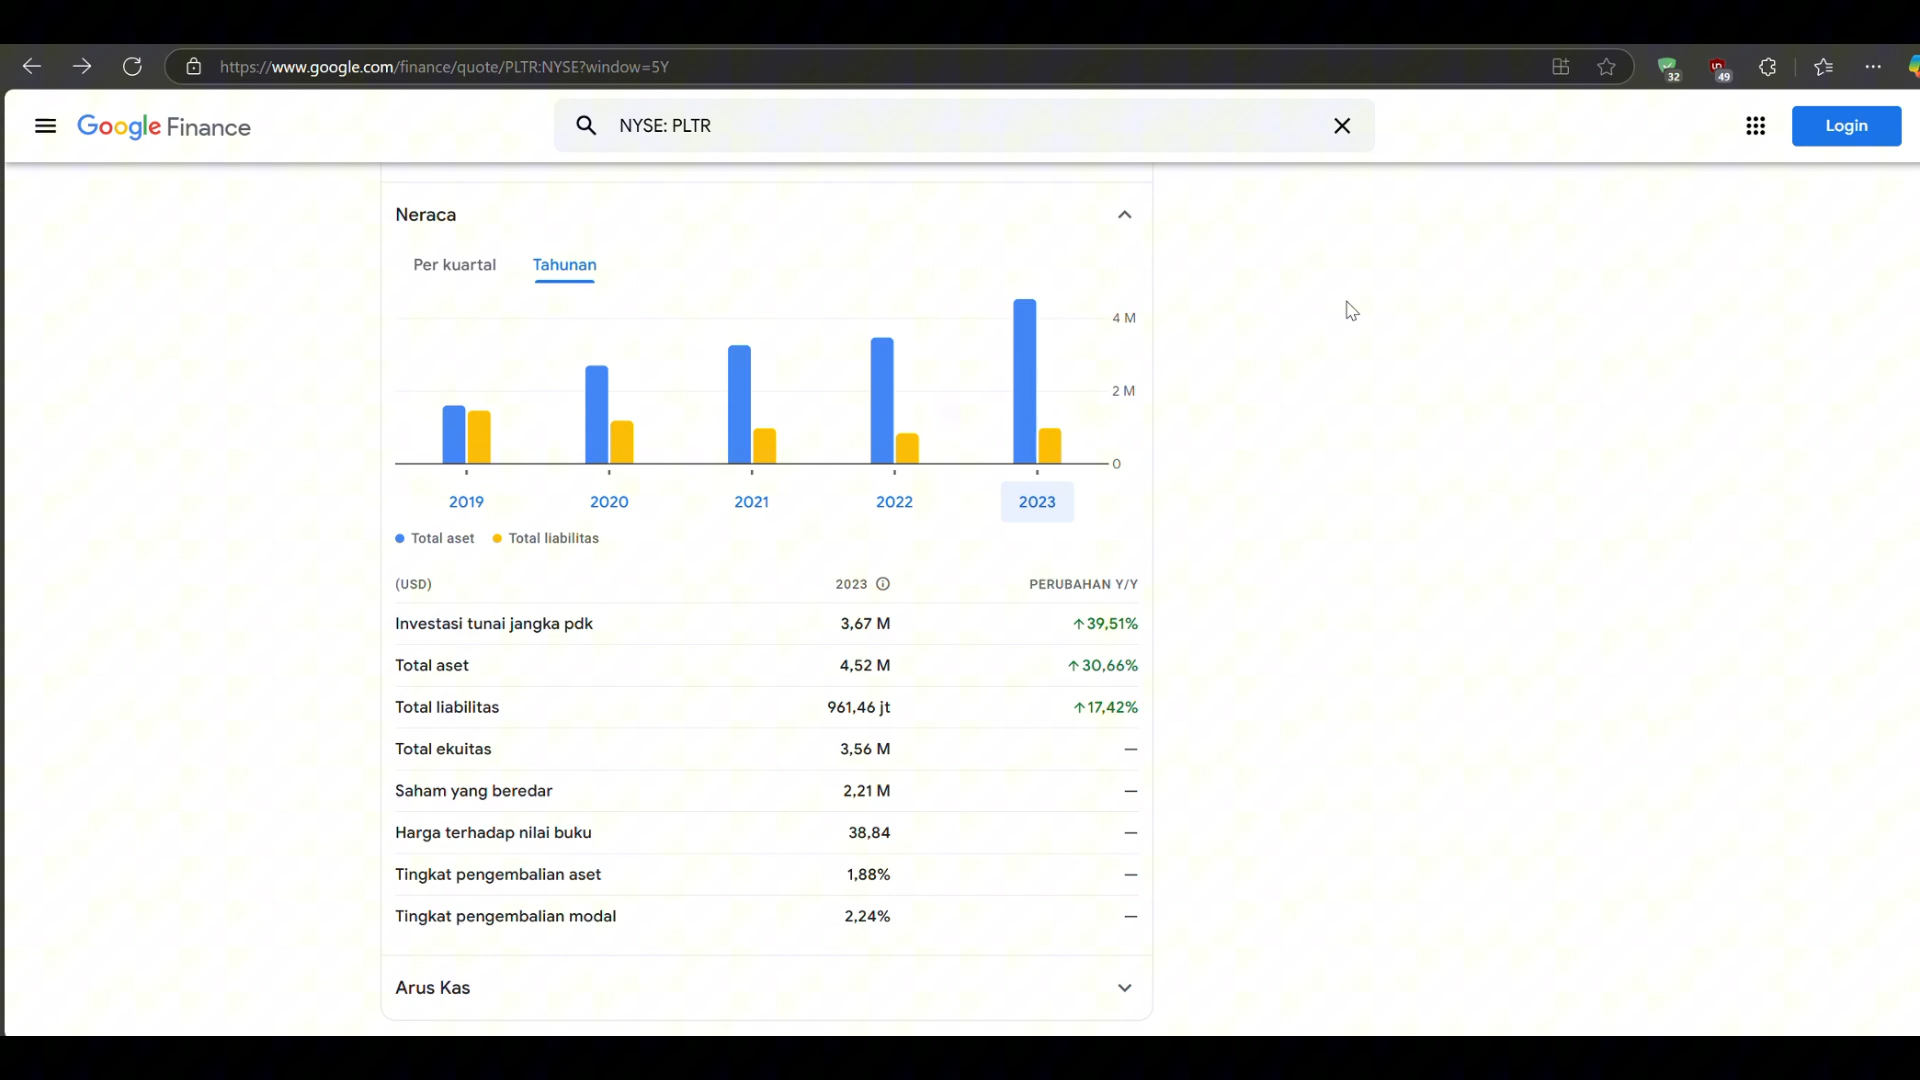 https://www.google.com/finance/quote/PLTR:NYSE?window=5Y
32
49
Google Finance
NYSE: PLTR
Login
Neraca
Per kuartal Tahunan
4 M
2 M
0
2019 2020 2021 2022 2023
Total aset Total liabilitas
(USD) 2023 PERUBAHAN Y/Y
Investasi tunai jangka pdk 3,67 M ↑39,51%
Total aset 4,52 M ↑30,66%
Total liabilitas 961,46 jt ↑17,42%
Total ekuitas 3,56 M —
Saham yang beredar 2,21 M —
Harga terhadap nilai buku 38,84 —
Tingkat pengembalian aset 1,88% —
Tingkat pengembalian modal 2,24% —
Arus Kas